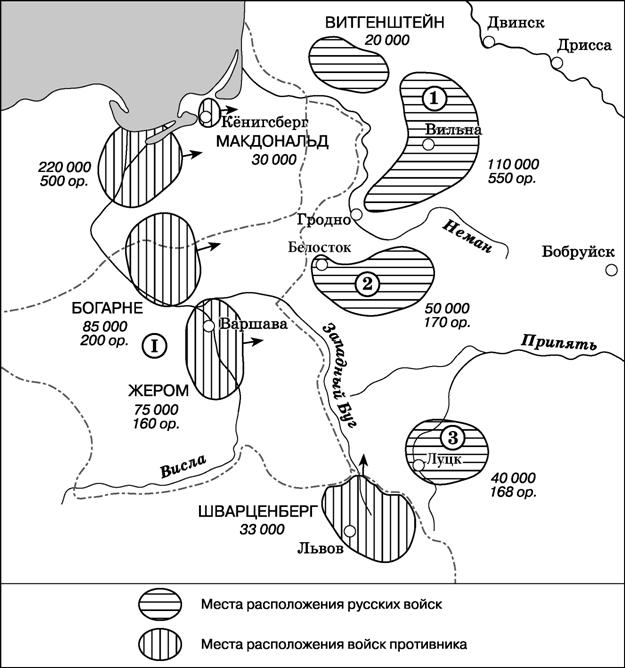 ВИТГЕНШТЕЙН
20 000
Двинск
Дрисса
1
Вильна
110 000
550 ор.
Кёнигсберг
МАКДОНАЛЬД
30 000
220 000
500 ор.
Гродно
Неман
Белосток
2
50 000
170 ор.
Бобруйск
БОГАРНЕ
85 000
200 ор.
I
Варшава
ЖЕРОМ
75 000
160 ор.
Западный Буг
Припять
3
Луцк
40 000
168 ор.
Висла
ШВАРЦЕНБЕРГ
33 000
Львов
Места расположения русских войск
Места расположения войск противника